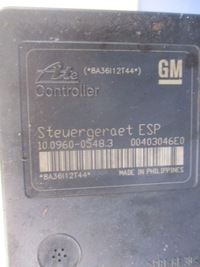 Ate
(*8A36I12T44*)
GM
Controller
Steuergeraet ESP
10.0960-0548.3 00403046E0
*8A36I12T44* MADE IN PHILIPPINES